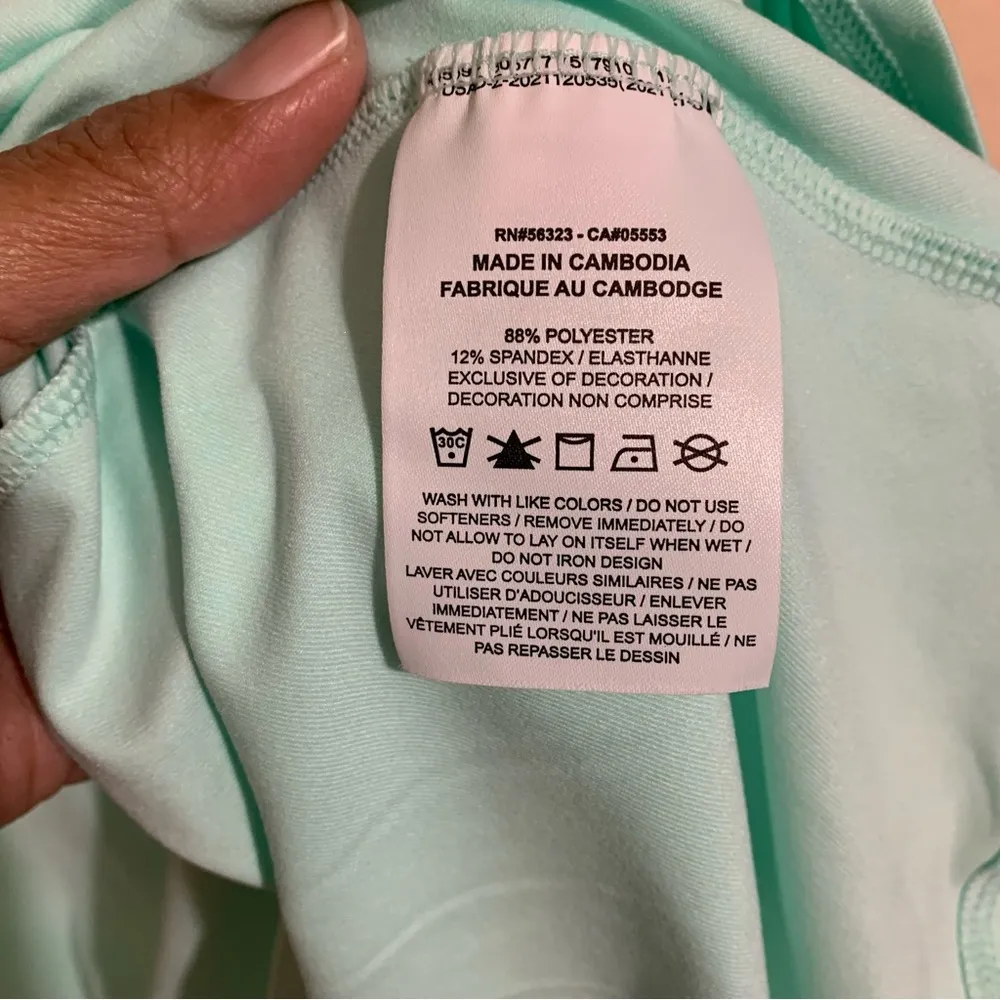 RN#56323 - CA#05553
MADE IN CAMBODIA
FABRIQUE AU CAMBODGE
88% POLYESTER
12% SPANDEX / ELASTHANNE
EXCLUSIVE OF DECORATION /
DECORATION NON COMPRISE
30C
WASH WITH LIKE COLORS / DO NOT USE
SOFTENERS / REMOVE IMMEDIATELY / DO
NOT ALLOW TO LAY ON ITSELF WHEN WET /
DO NOT IRON DESIGN
LAVER AVEC COULEURS SIMILAIRES / NE PAS
UTILISER D'ADOUCISSEUR / ENLEVER
IMMEDIATEMENT / NE PAS LAISSER LE
VÊTEMENT PLIÉ LORSQU'IL EST MOUILLÉ / NE
PAS REPASSER LE DESSIN